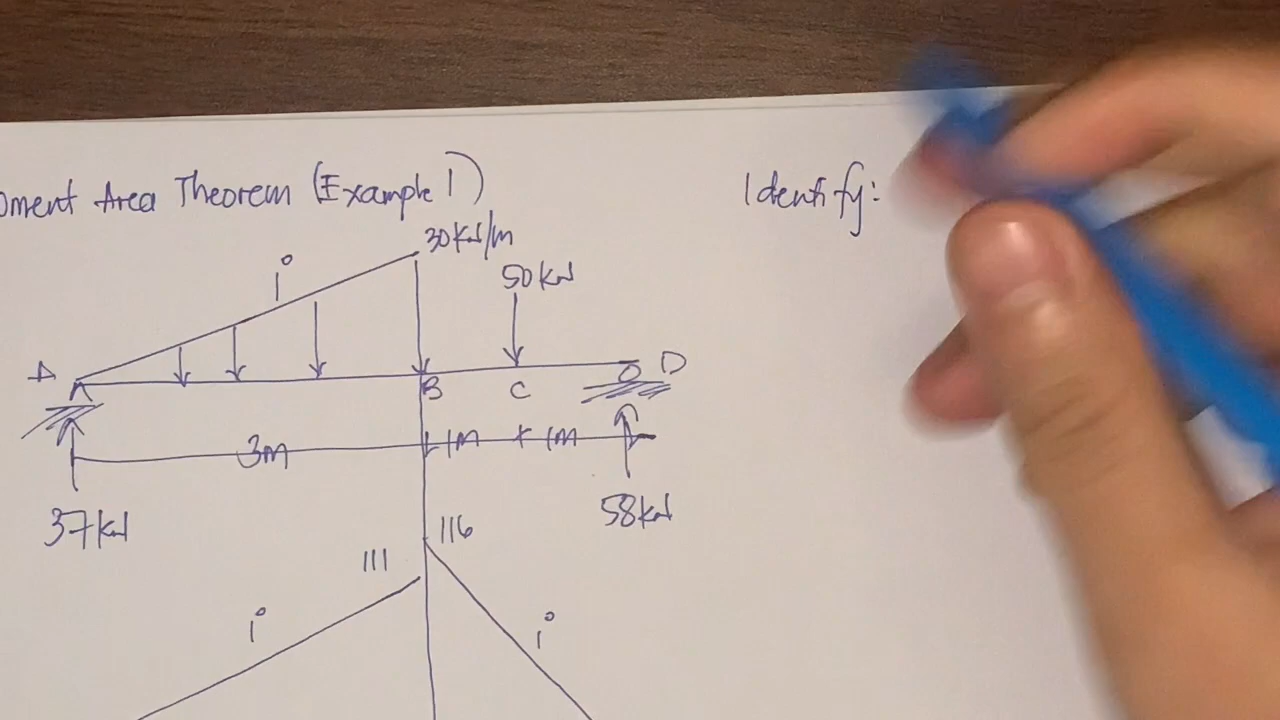 oment Area Theorem (Example 1)
Identify:
30kN/m
1°
50kN
A
B
C
D
3m
1m
1m
37kN
58kN
116
111
1°
1°